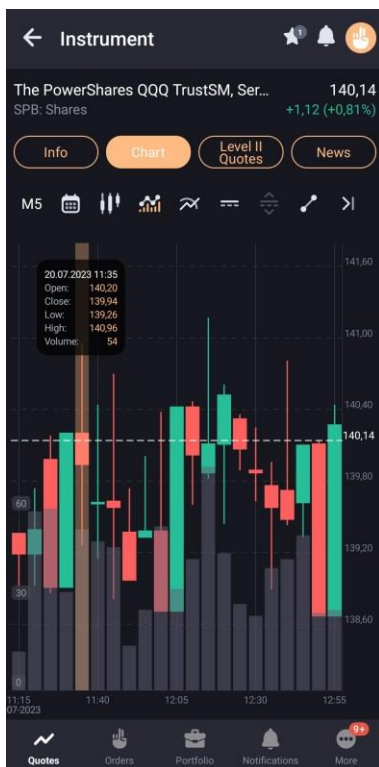 Instrument
1
The PowerShares QQQ TrustSM, Ser... 140,14
SPB: Shares +1,12 (+0,81%)
Info
Chart
Level II
Quotes
News
M5
141,60
20.07.2023 11:35
Open: 140,20
Close: 139,94
Low: 139,26
High: 140,96
Volume: 54
141,00
140,40
140,14
139,80
60
139,20
30
138,60
0
11:15 11:40 12:05 12:30 12:55
07-2023
9+
Quotes Orders Portfolio Notifications More